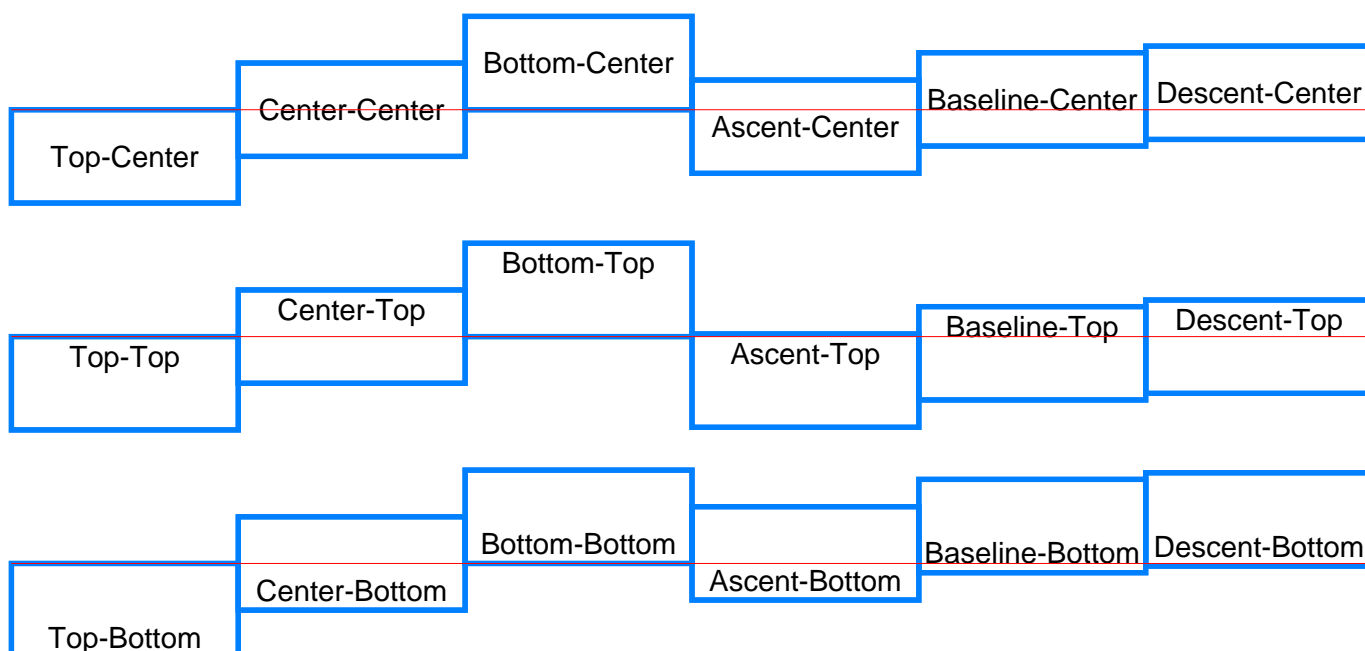 Top-Center Center-Center Bottom-Center Ascent-Center Baseline-Center Descent-Center
Top-Top Center-Top Bottom-Top Ascent-Top Baseline-Top Descent-Top
Top-Bottom Center-Bottom Bottom-Bottom Ascent-Bottom Baseline-Bottom Descent-Bottom